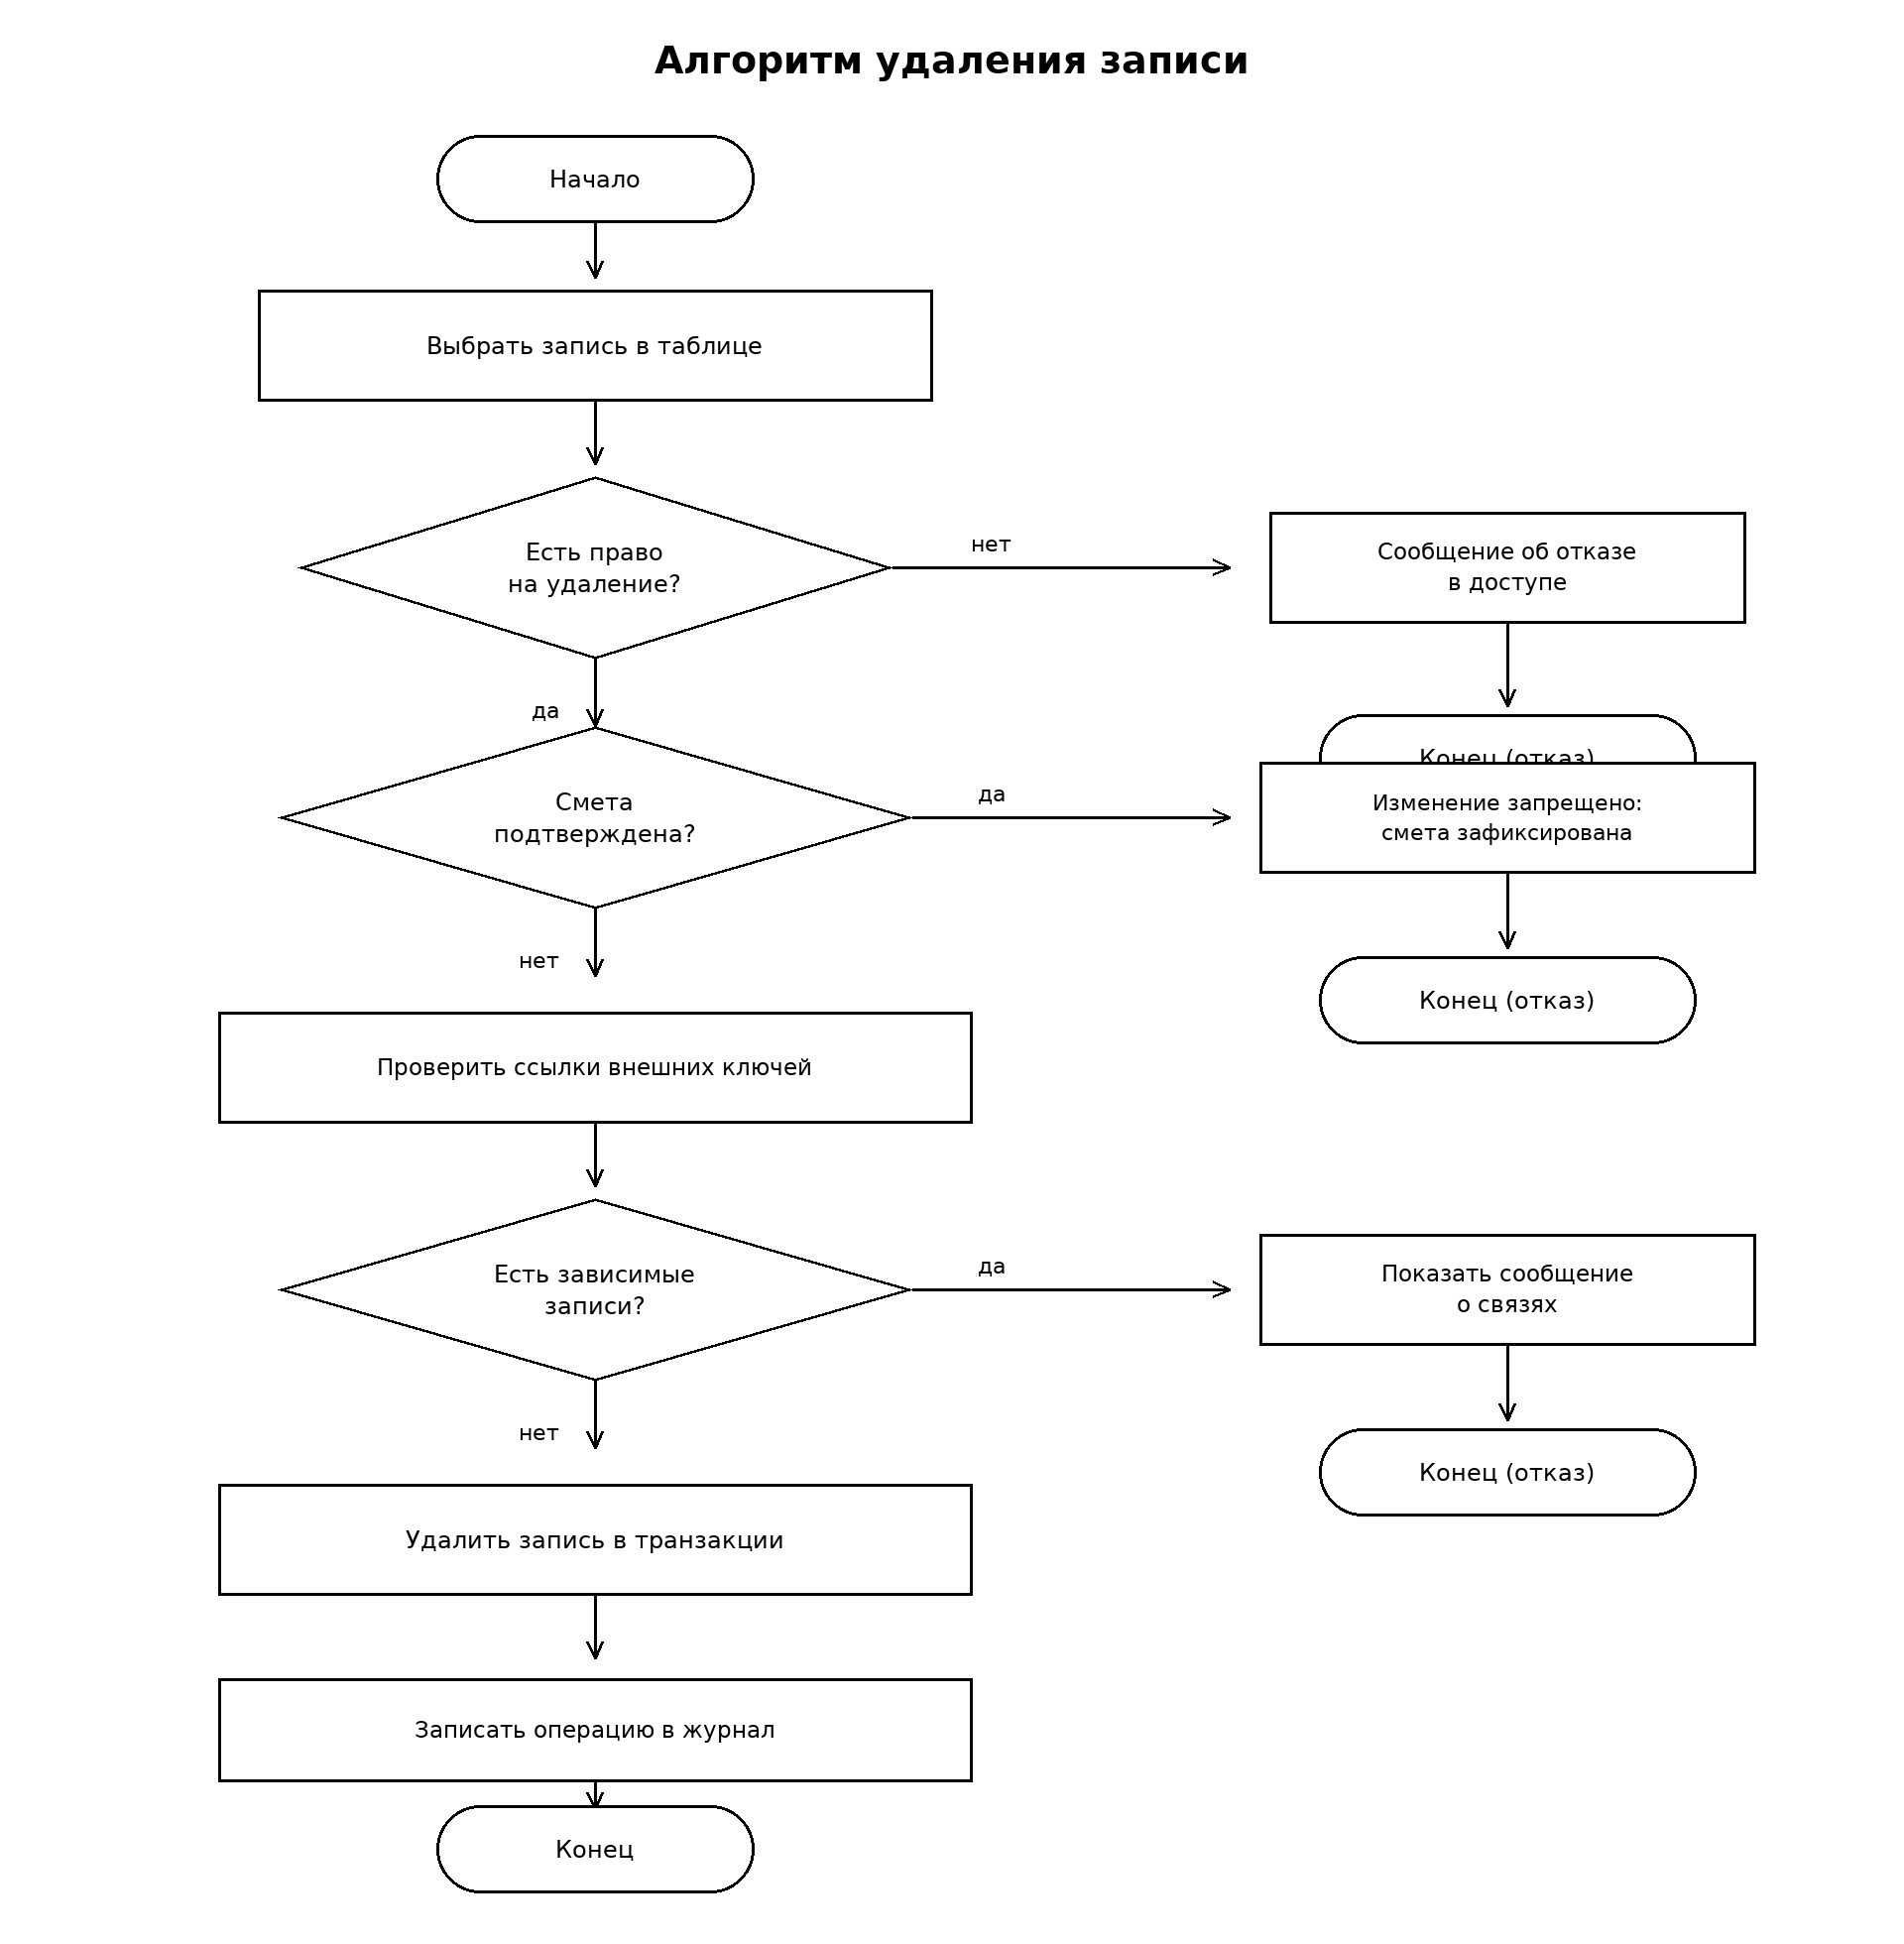 Алгоритм удаления записи
Начало
Выбрать запись в таблице
Есть право
на удаление?
нет
Сообщение об отказе
в доступе
да
Конец (отказ)
Смета
подтверждена?
да
Изменение запрещено:
смета зафиксирована
нет
Конец (отказ)
Проверить ссылки внешних ключей
Есть зависимые
записи?
да
Показать сообщение
о связях
нет
Конец (отказ)
Удалить запись в транзакции
Записать операцию в журнал
Конец